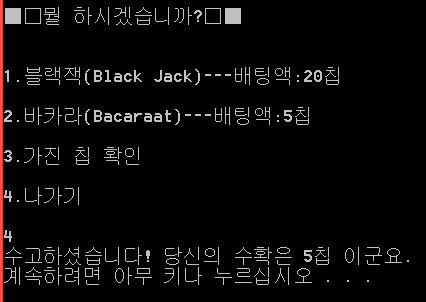 ■□뭘 하시겠습니까?□■
1.블랙잭(Black Jack)---배팅액:20칩
2.바카라(Bacaraat)---배팅액:5칩
3.가진 칩 확인
4.나가기
4
수고하셨습니다! 당신의 수확은 5칩 이군요.
계속하려면 아무 키나 누르십시오 . . .